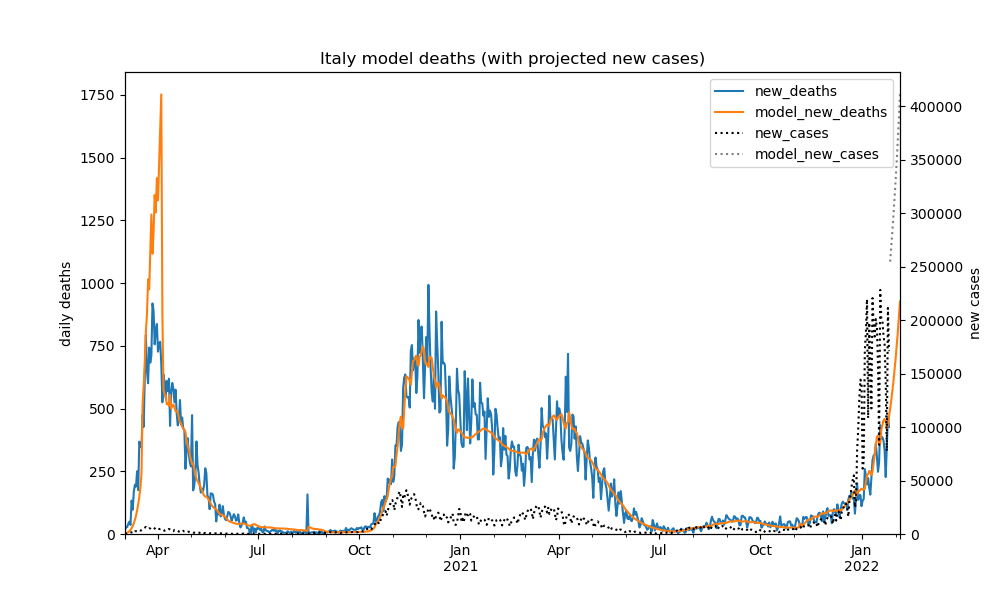 Italy model deaths (with projected new cases)
new_deaths
model_new_deaths
new_cases
model_new_cases
daily deaths
1750
1500
1250
1000
750
500
250
0
new cases
400000
350000
300000
250000
200000
150000
100000
50000
0
Apr Jul Oct Jan Apr Jul Oct Jan
2021 2022